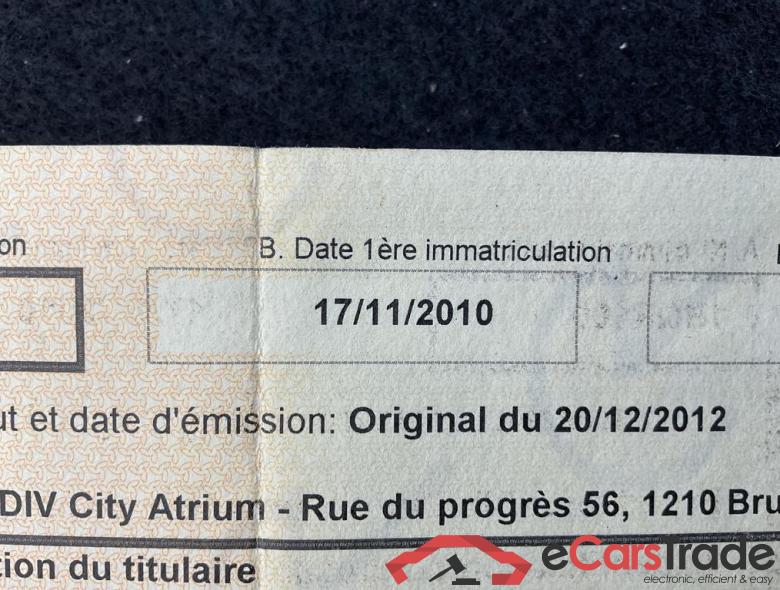 on
B. Date 1ère immatriculation
17/11/2010
ut et date d'émission: Original du 20/12/2012
DIV City Atrium - Rue du progrès 56, 1210 Bru
tion du titulaire
eCarsTrade
electronic, efficient & easy